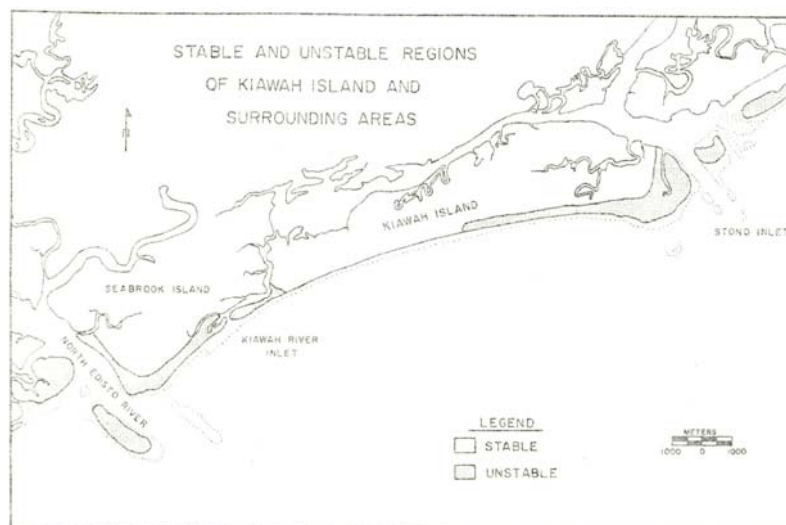 STABLE AND UNSTABLE REGIONS
OF KIAWAH ISLAND AND
SURROUNDING AREAS
N
KIAWAH ISLAND
STONO INLET
SEABROOK ISLAND
KIAWAH RIVER
INLET
NORTH EDISTO RIVER
LEGEND
STABLE
UNSTABLE
METERS
1000 0 1000